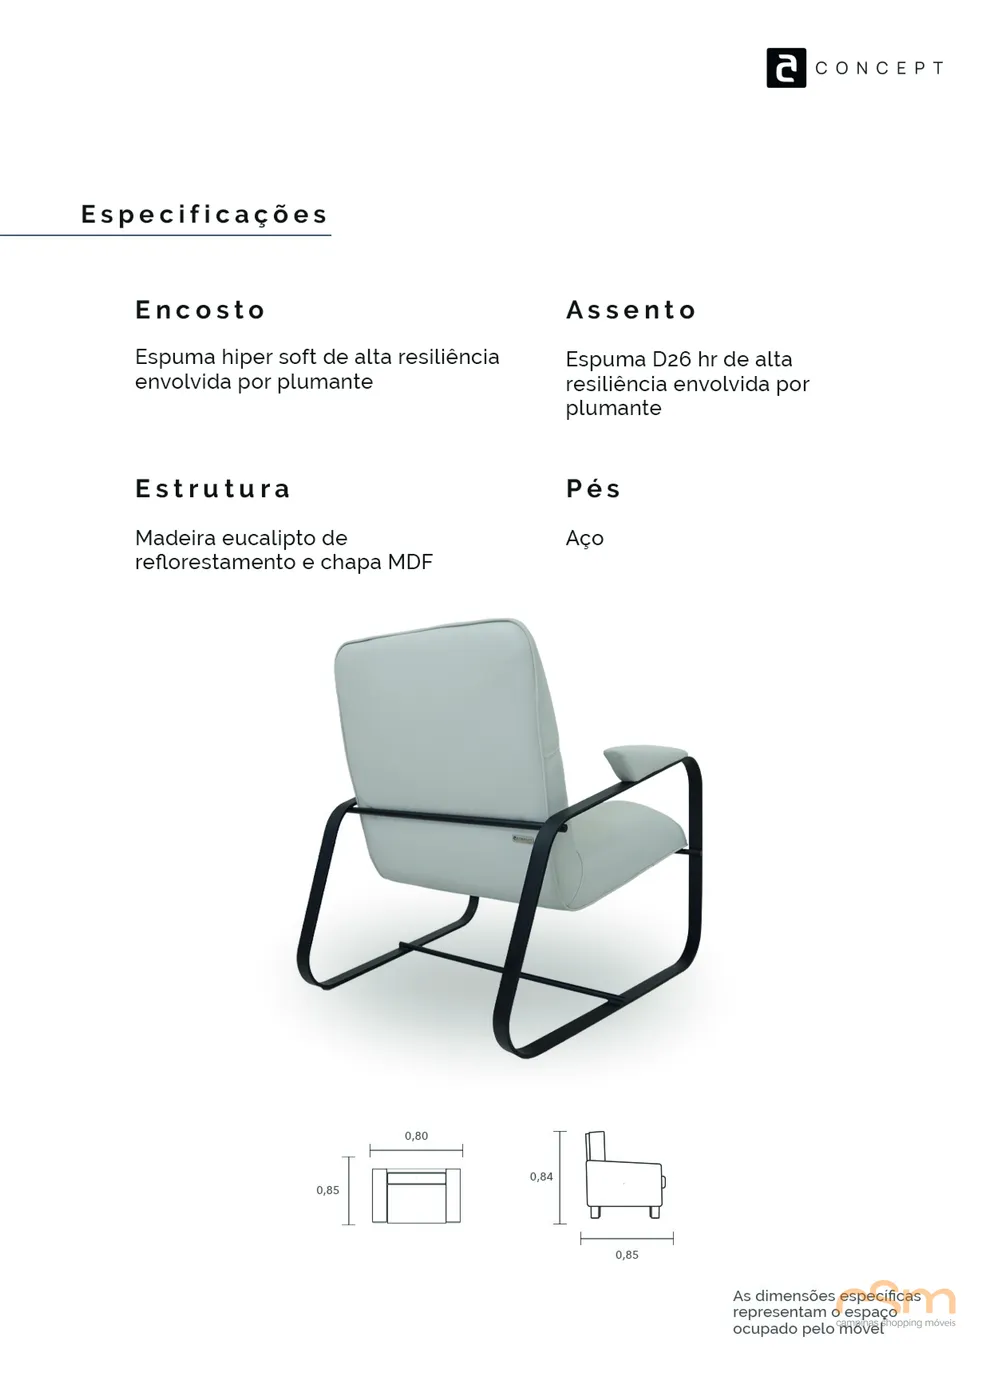 CONCEPT
Especificações
Encosto
Espuma hiper soft de alta resiliência
envolvida por plumante
Assento
Espuma D26 hr de alta
resiliência envolvida por
plumante
Estrutura
Madeira eucalipto de
reflorestamento e chapa MDF
Pés
Aço
0,80
0,85
0,84
0,85
As dimensões específicas
representam o espaço
ocupado pelo móvel
csm
campinas shopping móveis